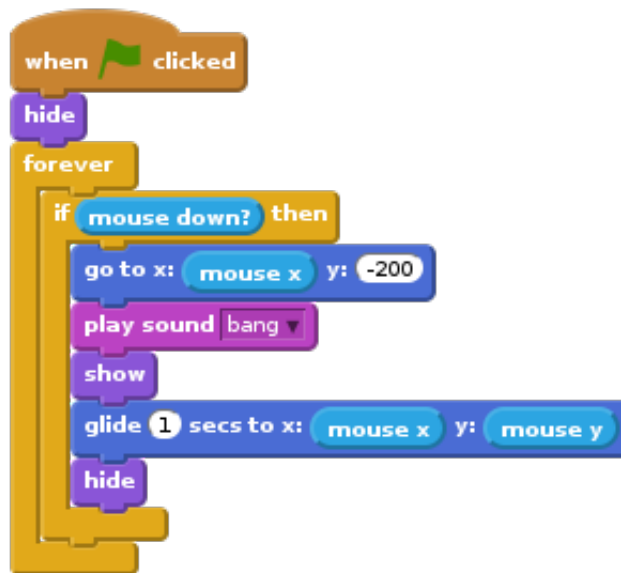 when clicked
hide
forever
if mouse down? then
go to x: mouse x y: -200
play sound bang
show
glide 1 secs to x: mouse x y: mouse y
hide